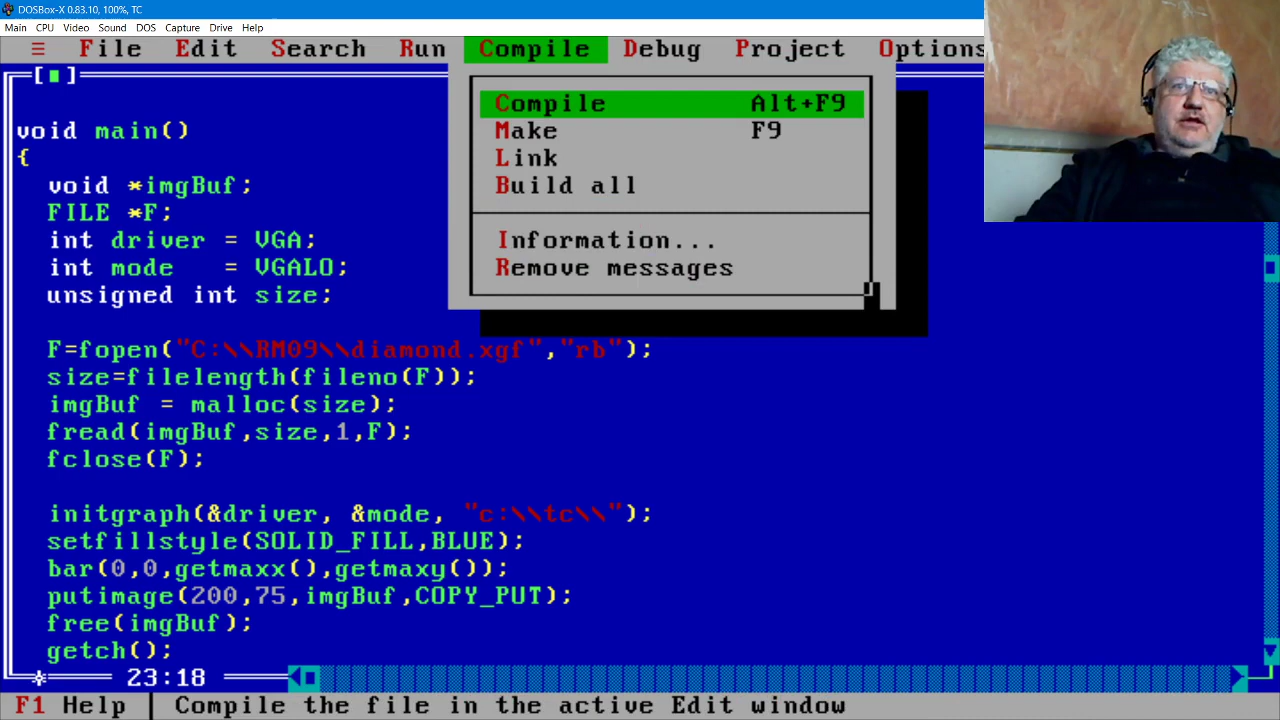 DOSBox-X 0.83.10, 100%, TC
Main CPU Video Sound DOS Capture Drive Help
≡ File Edit Search Run Compile Debug Project Options
Compile Alt+F9
Make F9
Link
Build all
Information...
Remove messages
void main()
{
void *imgBuf;
FILE *F;
int driver = VGA;
int mode = VGALO;
unsigned int size;
F=fopen("C:\\RM09\\diamond.xgf","rb");
size=filelength(fileno(F));
imgBuf = malloc(size);
fread(imgBuf,size,1,F);
fclose(F);
initgraph(&driver, &mode, "c:\\tc\\");
setfillstyle(SOLID_FILL,BLUE);
bar(0,0,getmaxx(),getmaxy());
putimage(200,75,imgBuf,COPY_PUT);
free(imgBuf);
getch();
23:18
F1 Help │ Compile the file in the active Edit window